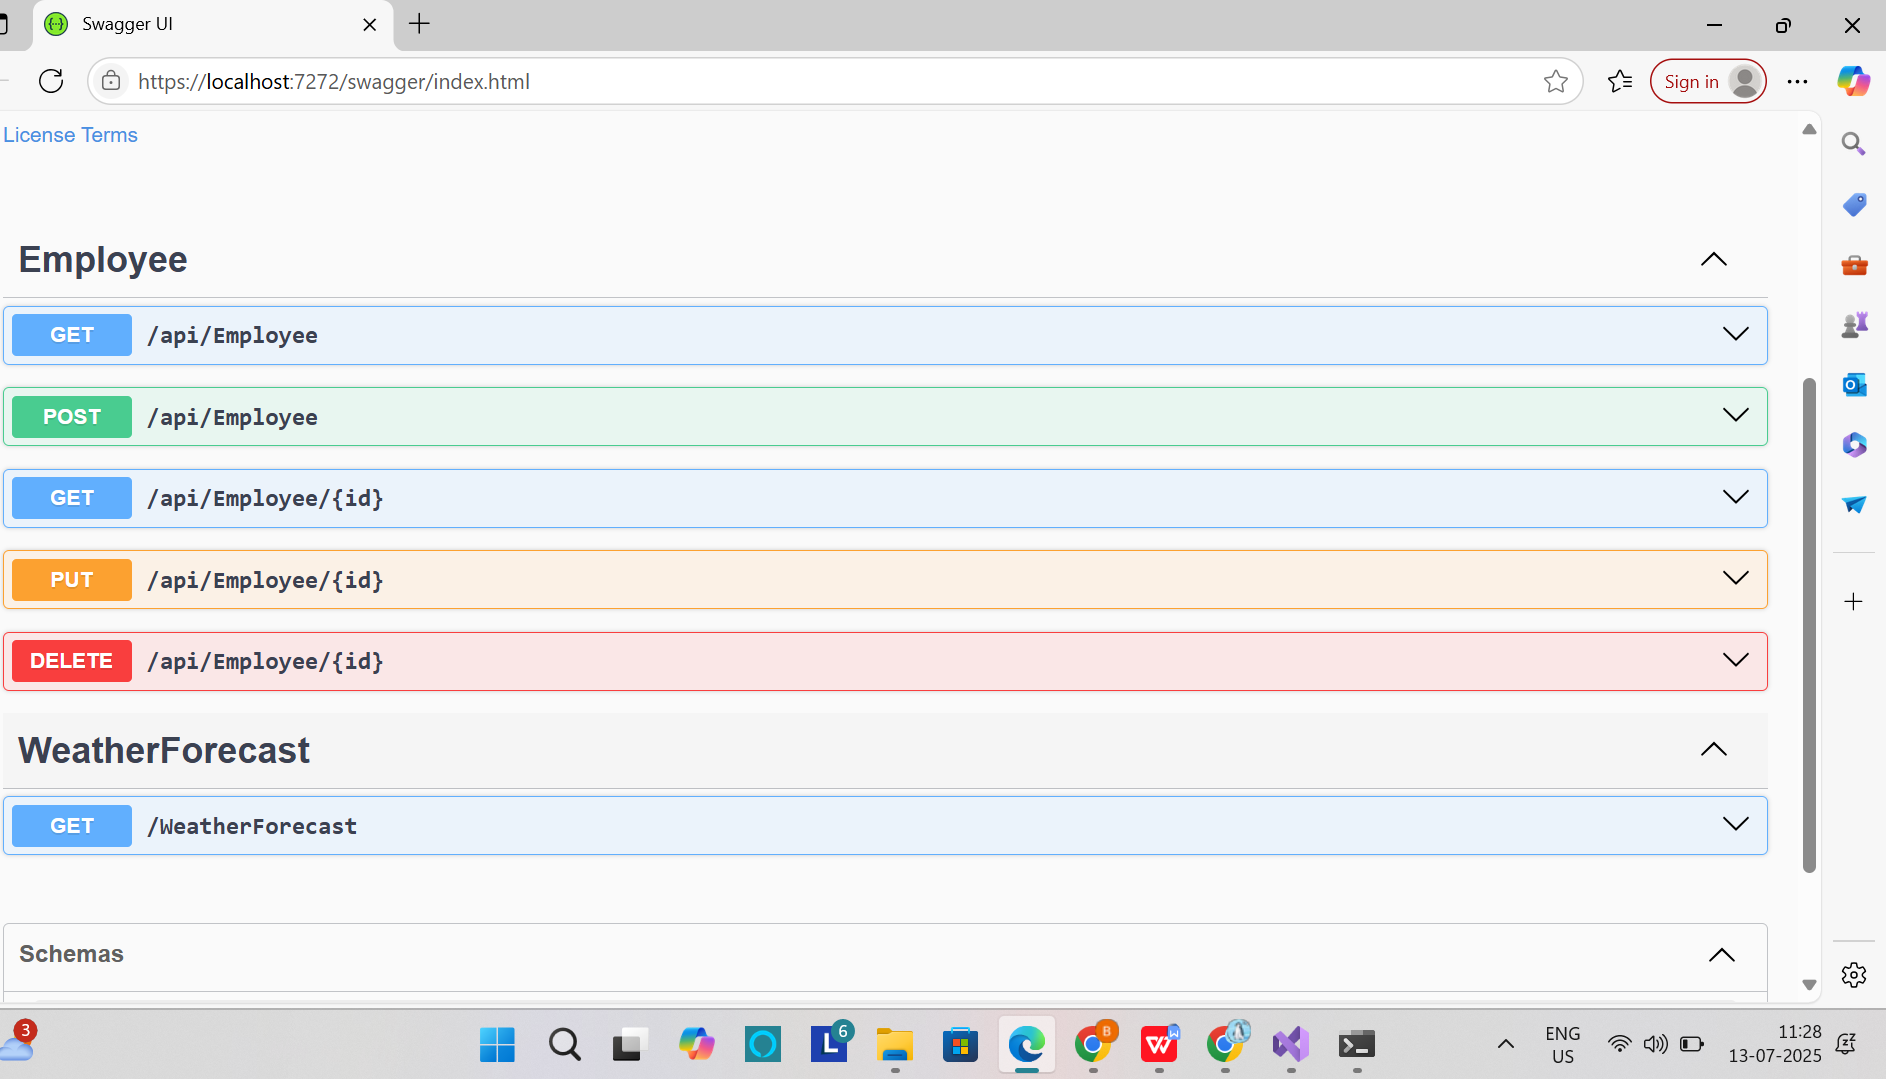 Swagger UI
https://localhost:7272/swagger/index.html
Sign in
License Terms
Employee
GET /api/Employee
POST /api/Employee
GET /api/Employee/{id}
PUT /api/Employee/{id}
DELETE /api/Employee/{id}
WeatherForecast
GET /WeatherForecast
Schemas
3
L 6
B
W
ENG
US
11:28
13-07-2025